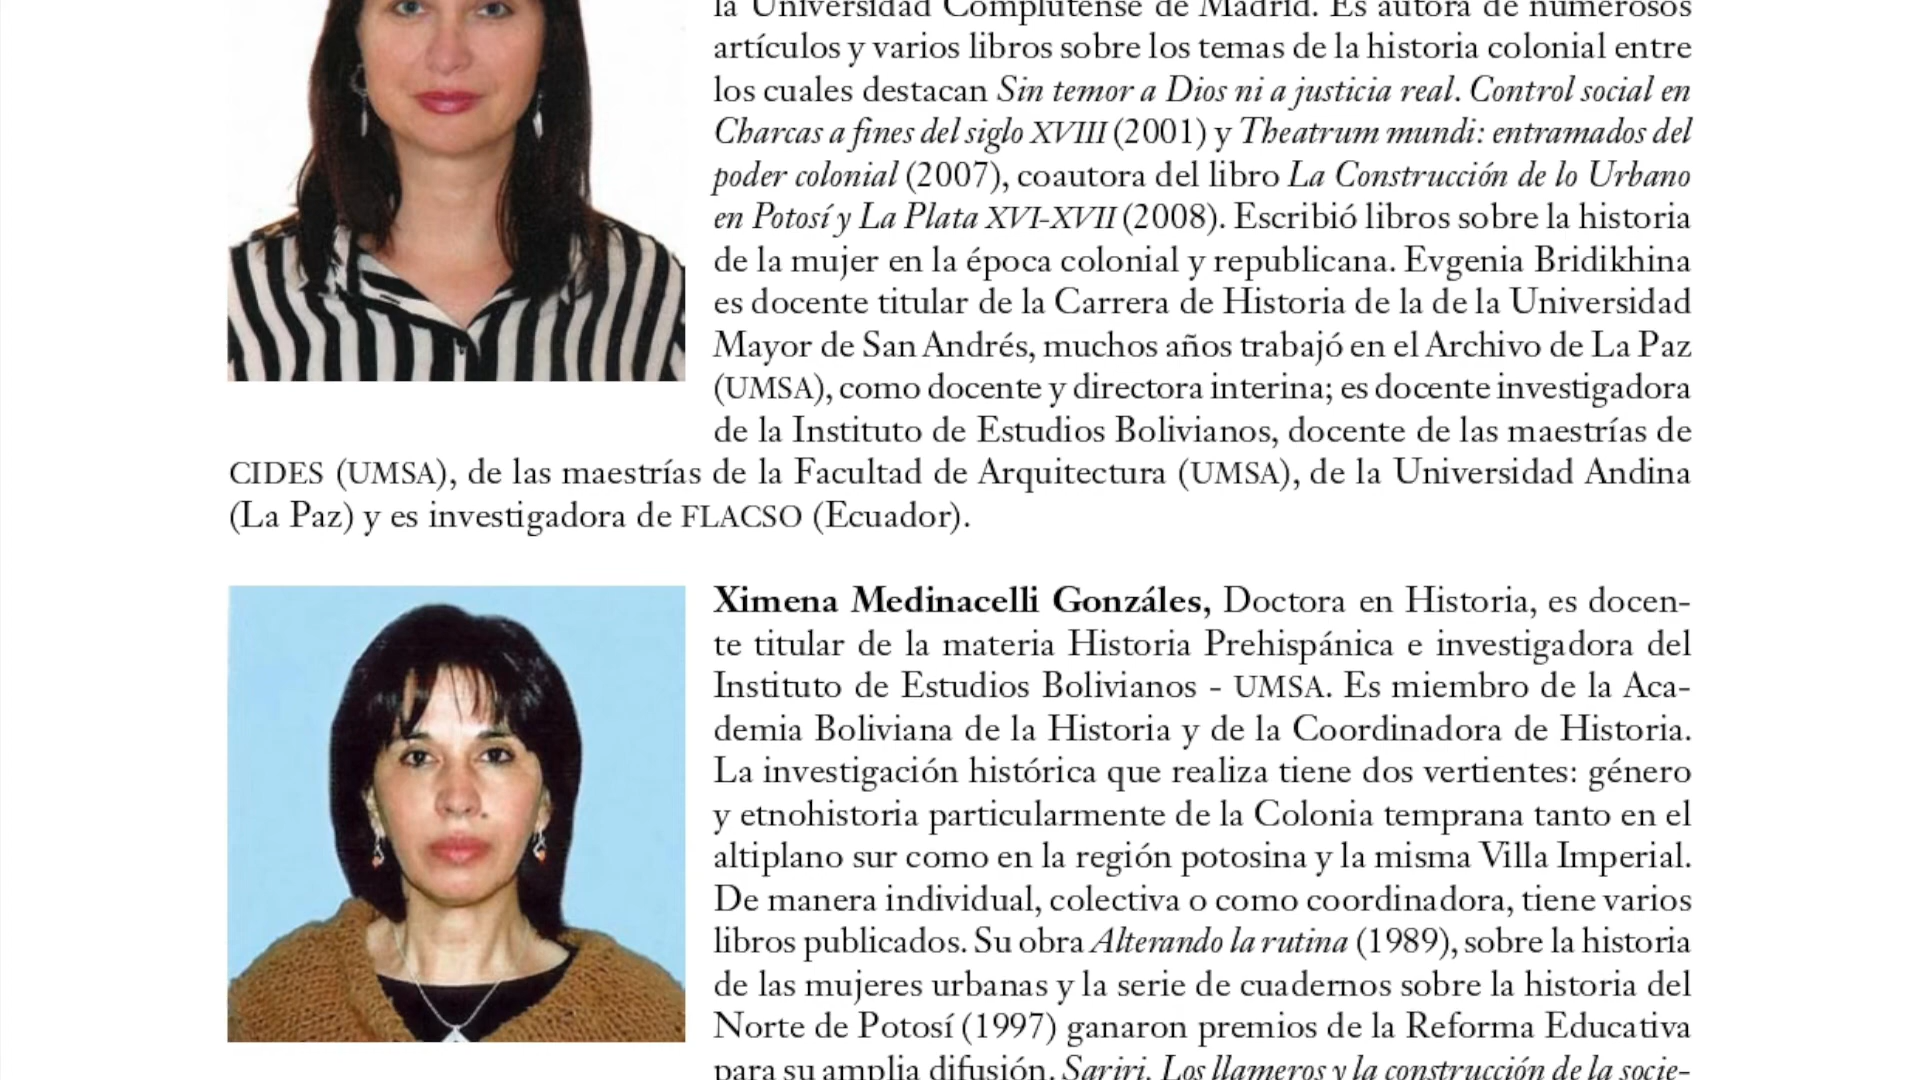 la Universidad Complutense de Madrid. Es autora de numerosos
artículos y varios libros sobre los temas de la historia colonial entre
los cuales destacan Sin temor a Dios ni a justicia real. Control social en
Charcas a fines del siglo XVIII (2001) y Theatrum mundi: entramados del
poder colonial (2007), coautora del libro La Construcción de lo Urbano
en Potosí y La Plata XVI-XVII (2008). Escribió libros sobre la historia
de la mujer en la época colonial y republicana. Evgenia Bridikhina
es docente titular de la Carrera de Historia de la de la Universidad
Mayor de San Andrés, muchos años trabajó en el Archivo de La Paz
(UMSA), como docente y directora interina; es docente investigadora
de la Instituto de Estudios Bolivianos, docente de las maestrías de
CIDES (UMSA), de las maestrías de la Facultad de Arquitectura (UMSA), de la Universidad Andina
(La Paz) y es investigadora de FLACSO (Ecuador).
Ximena Medinacelli Gonzáles, Doctora en Historia, es docen-
te titular de la materia Historia Prehispánica e investigadora del
Instituto de Estudios Bolivianos - UMSA. Es miembro de la Aca-
demia Boliviana de la Historia y de la Coordinadora de Historia.
La investigación histórica que realiza tiene dos vertientes: género
y etnohistoria particularmente de la Colonia temprana tanto en el
altiplano sur como en la región potosina y la misma Villa Imperial.
De manera individual, colectiva o como coordinadora, tiene varios
libros publicados. Su obra Alterando la rutina (1989), sobre la historia
de las mujeres urbanas y la serie de cuadernos sobre la historia del
Norte de Potosí (1997) ganaron premios de la Reforma Educativa
para su amplia difusión. Sariri. Los llameros y la construcción de la socie-